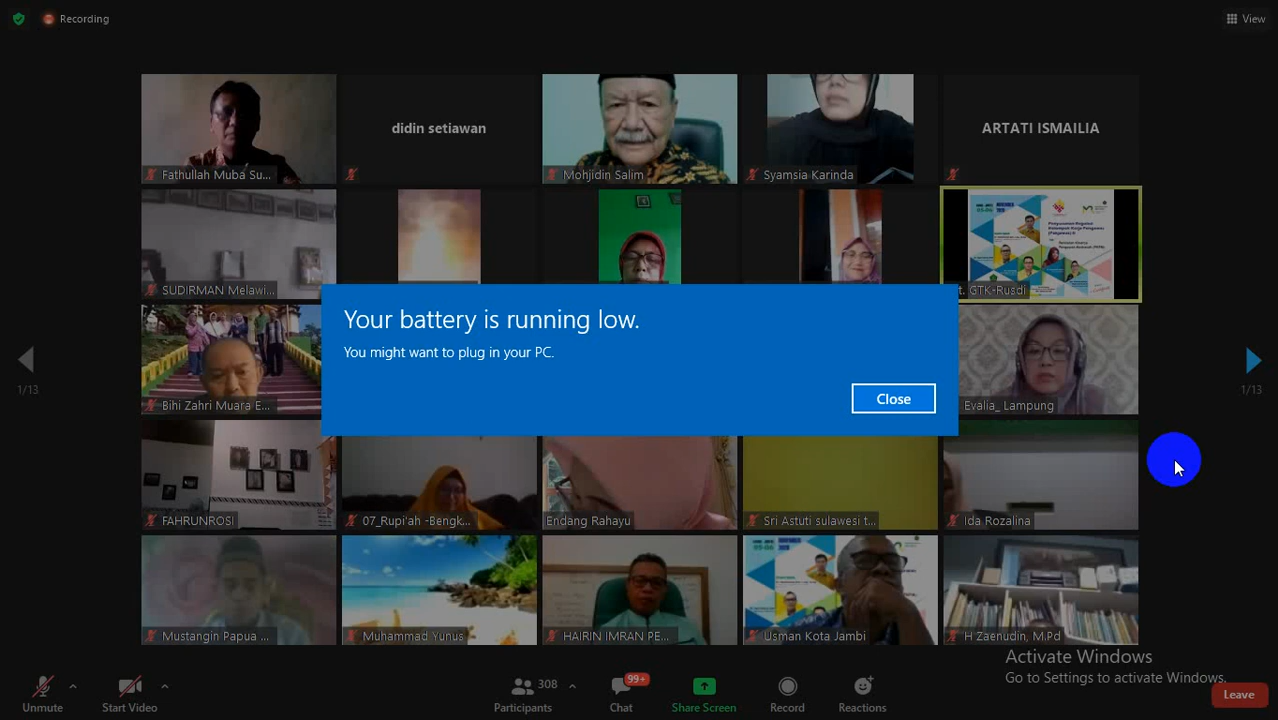 Recording
View
Fathullah Muba Su...
didin setiawan
Mohjidin Salim
Syamsia Karinda
ARTATI ISMAILIA
SUDIRMAN Melawi...
t. GTK-Rusdi
Your battery is running low.
You might want to plug in your PC.
Close
1/13
1/13
Bihi Zahri Muara E...
Evalia_ Lampung
FAHRUNROSI
07_Rupi'ah -Bengk...
Endang Rahayu
Sri Astuti sulawesi t...
Ida Rozalina
Mustangin Papua ...
Muhammad Yunus
HAIRIN IMRAN PE...
Usman Kota Jambi
H Zaenudin, M.Pd
Activate Windows
Go to Settings to activate Windows.
Unmute
Start Video
308
Participants
99+
Chat
Share Screen
Record
Reactions
Leave